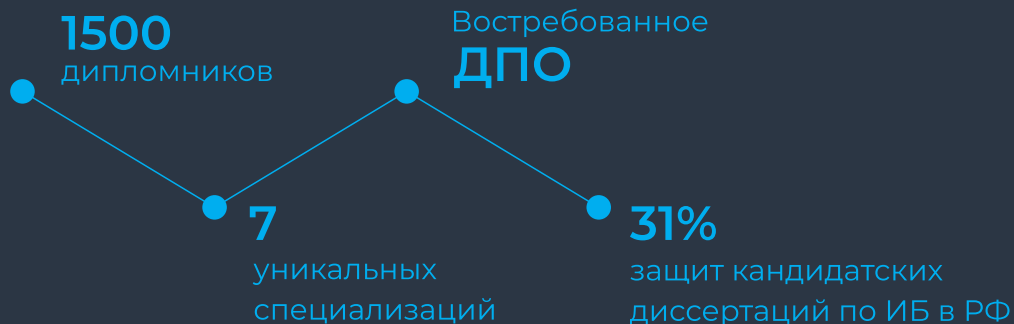 1500
дипломников
7
уникальных
специализаций
Востребованное
ДПО
31%
защит кандидатских
диссертаций по ИБ в РФ